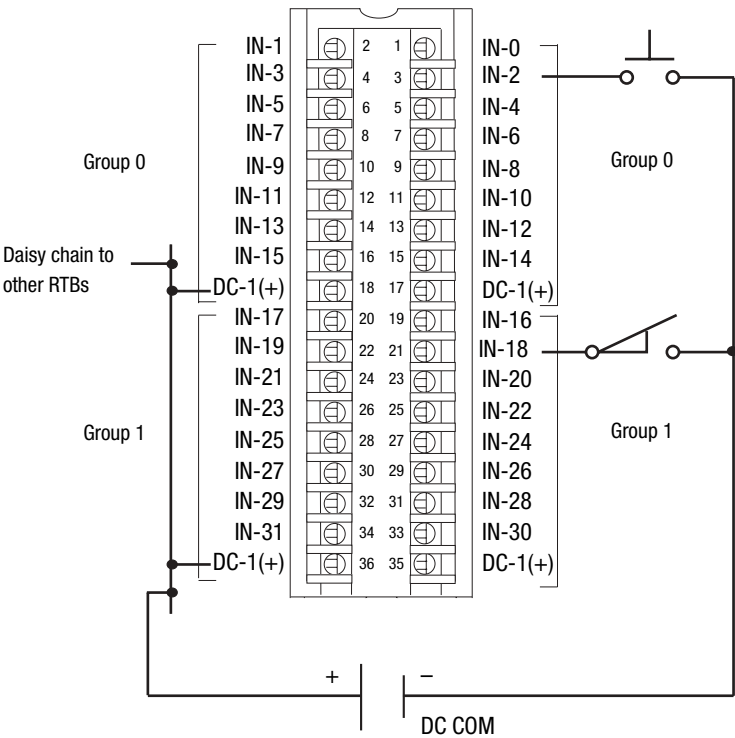 IN-1 2 1 IN-0
IN-3 4 3 IN-2
IN-5 6 5 IN-4
IN-7 8 7 IN-6
Group 0 IN-9 10 9 IN-8 Group 0
IN-11 12 11 IN-10
IN-13 14 13 IN-12
Daisy chain to
other RTBs
IN-15 16 15 IN-14
DC-1(+) 18 17 DC-1(+)
IN-17 20 19 IN-16
IN-19 22 21 IN-18
IN-21 24 23 IN-20
IN-23 26 25 IN-22
Group 1 IN-25 28 27 IN-24 Group 1
IN-27 30 29 IN-26
IN-29 32 31 IN-28
IN-31 34 33 IN-30
DC-1(+) 36 35 DC-1(+)
+ –
DC COM